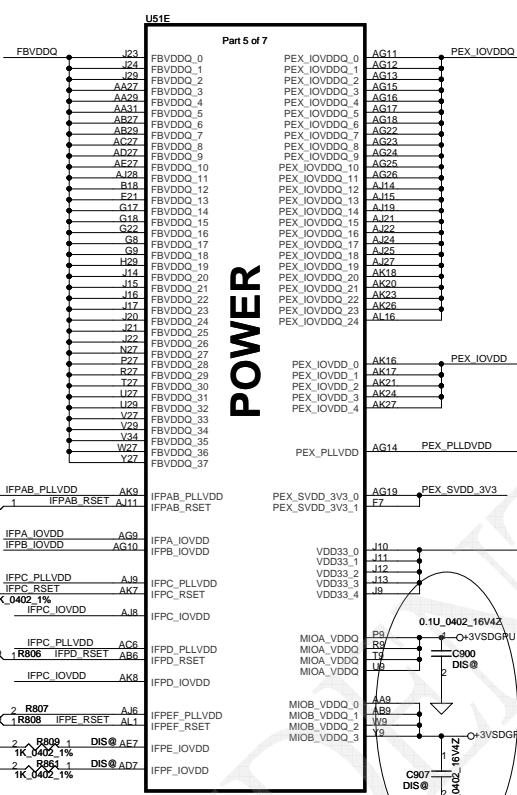 U51E
Part 5 of 7
POWER
FBVDDQ
J23 FBVDDQ_0
J24 FBVDDQ_1
J29 FBVDDQ_2
AA27 FBVDDQ_3
AA29 FBVDDQ_4
AA31 FBVDDQ_5
AB27 FBVDDQ_6
AB29 FBVDDQ_7
AC27 FBVDDQ_8
AD27 FBVDDQ_9
AE27 FBVDDQ_10
AJ28 FBVDDQ_11
B18 FBVDDQ_12
E21 FBVDDQ_13
G17 FBVDDQ_14
G18 FBVDDQ_15
G22 FBVDDQ_16
G8 FBVDDQ_17
G9 FBVDDQ_18
H29 FBVDDQ_19
J14 FBVDDQ_20
J15 FBVDDQ_21
J16 FBVDDQ_22
J17 FBVDDQ_23
J20 FBVDDQ_24
J21 FBVDDQ_25
J22 FBVDDQ_26
N27 FBVDDQ_27
P27 FBVDDQ_28
R27 FBVDDQ_29
T27 FBVDDQ_30
U27 FBVDDQ_31
U29 FBVDDQ_32
V27 FBVDDQ_33
V29 FBVDDQ_34
V34 FBVDDQ_35
W27 FBVDDQ_36
Y27 FBVDDQ_37
IFPAB_PLLVDD AK9 IFPAB_PLLVDD
1 IFPAB_RSET AJ11 IFPAB_RSET
IFPA_IOVDD AG9 IFPA_IOVDD
IFPB_IOVDD AG10 IFPB_IOVDD
IFPC_PLLVDD AJ9 IFPC_PLLVDD
IFPC_RSET AK7 IFPC_RSET
K_0402_1%
IFPC_IOVDD AJ8 IFPC_IOVDD
IFPC_PLLVDD AC6 IFPD_PLLVDD
1 R806 IFPD_RSET AB6 IFPD_RSET
IFPC_IOVDD AK8 IFPD_IOVDD
2 R807 AJ6 IFPEF_PLLVDD
1 R808 IFPE_RSET AL1 IFPEF_RSET
2 R809 1 DIS@ AE7 IFPE_IOVDD
1K_0402_1%
2 R861 1 DIS@ AD7 IFPF_IOVDD
1K_0402_1%
PEX_IOVDDQ_0 AG11 PEX_IOVDDQ
PEX_IOVDDQ_1 AG12
PEX_IOVDDQ_2 AG13
PEX_IOVDDQ_3 AG15
PEX_IOVDDQ_4 AG16
PEX_IOVDDQ_5 AG17
PEX_IOVDDQ_6 AG18
PEX_IOVDDQ_7 AG22
PEX_IOVDDQ_8 AG23
PEX_IOVDDQ_9 AG24
PEX_IOVDDQ_10 AG25
PEX_IOVDDQ_11 AG26
PEX_IOVDDQ_12 AJ14
PEX_IOVDDQ_13 AJ15
PEX_IOVDDQ_14 AJ19
PEX_IOVDDQ_15 AJ21
PEX_IOVDDQ_16 AJ22
PEX_IOVDDQ_17 AJ24
PEX_IOVDDQ_18 AJ25
PEX_IOVDDQ_19 AJ27
PEX_IOVDDQ_20 AK18
PEX_IOVDDQ_21 AK20
PEX_IOVDDQ_22 AK23
PEX_IOVDDQ_23 AK26
PEX_IOVDDQ_24 AL16
PEX_IOVDD_0 AK16 PEX_IOVDD
PEX_IOVDD_1 AK17
PEX_IOVDD_2 AK21
PEX_IOVDD_3 AK24
PEX_IOVDD_4 AK27
PEX_PLLVDD AG14 PEX_PLLDVDD
PEX_SVDD_3V3_0 AG19 PEX_SVDD_3V3
PEX_SVDD_3V3_1 F7
VDD33_0 J10
VDD33_1 J11
VDD33_2 J12
VDD33_3 J13
VDD33_4 J9
0.1U_0402_16V4Z
MIOA_VDDQ P9 1 +3VSDGPU
MIOA_VDDQ R9
MIOA_VDDQ T9 C900
MIOA_VDDQ U9 DIS@
2
MIOB_VDDQ_0 AA9
MIOB_VDDQ_1 AB9
MIOB_VDDQ_2 W9
MIOB_VDDQ_3 Y9 +3VSDGP
1
C907
DIS@
2
0402_16V4Z